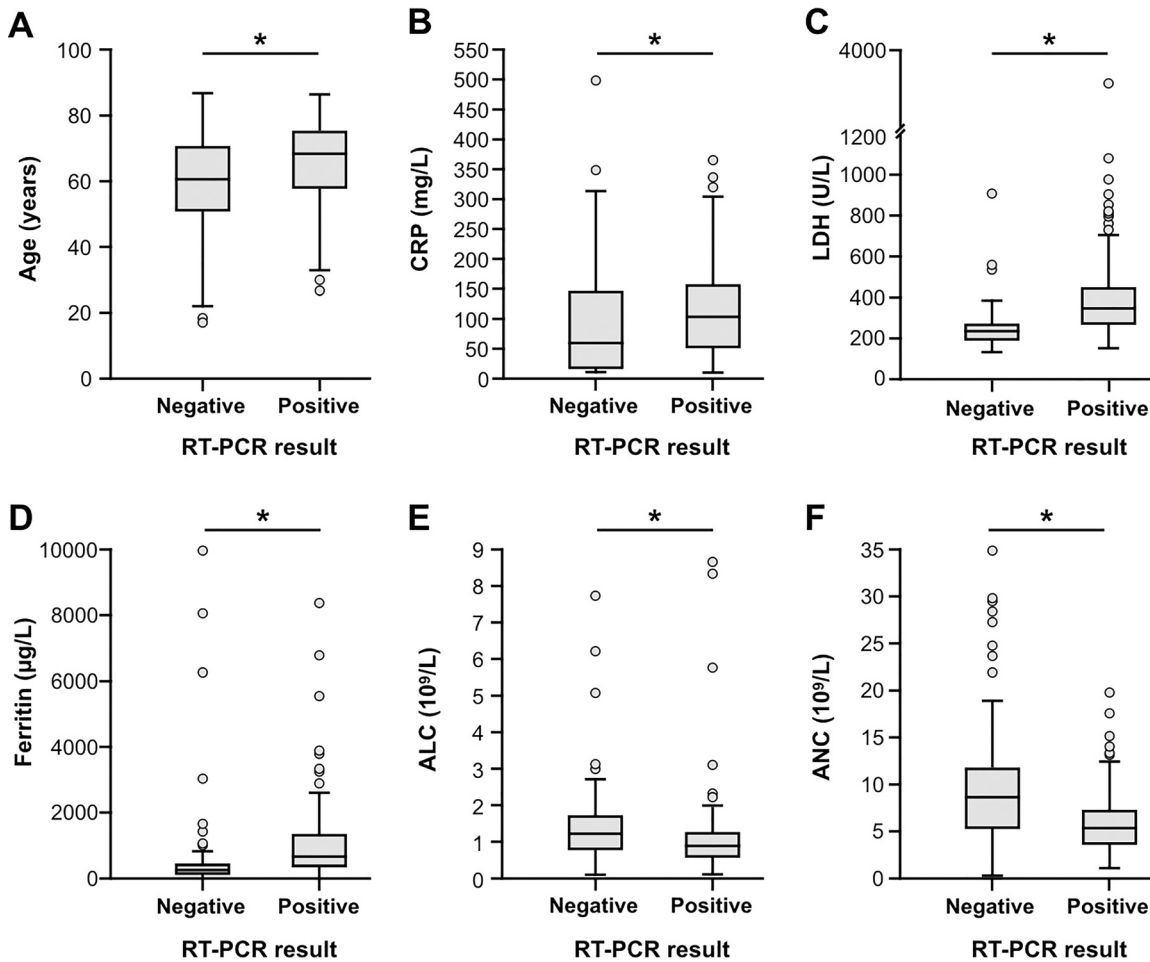 A
*
Age (years)
100
80
60
40
20
0
Negative Positive
RT-PCR result
B
*
CRP (mg/L)
550
500
450
400
350
300
250
200
150
100
50
0
Negative Positive
RT-PCR result
C
*
LDH (U/L)
4000
1200
1000
800
600
400
200
0
Negative Positive
RT-PCR result
D
*
Ferritin (µg/L)
10000
8000
6000
4000
2000
0
Negative Positive
RT-PCR result
E
*
ALC (10⁹/L)
9
8
7
6
5
4
3
2
1
0
Negative Positive
RT-PCR result
F
*
ANC (10⁹/L)
35
30
25
20
15
10
5
0
Negative Positive
RT-PCR result